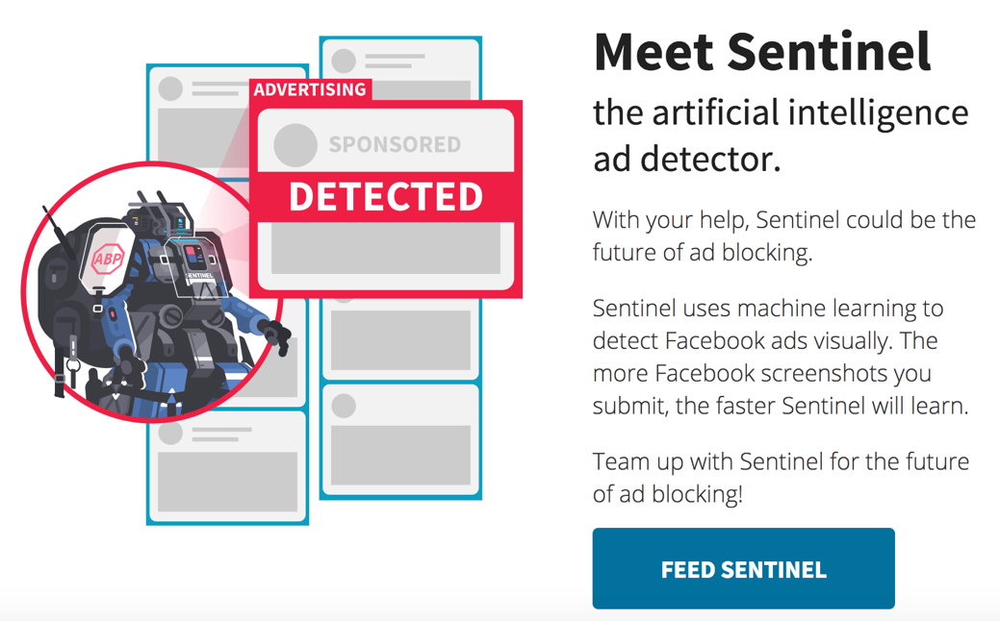 ADVERTISING
SPONSORED
DETECTED
ABP
SENTINEL
Meet Sentinel
the artificial intelligence
ad detector.
With your help, Sentinel could be the
future of ad blocking.
Sentinel uses machine learning to
detect Facebook ads visually. The
more Facebook screenshots you
submit, the faster Sentinel will learn.
Team up with Sentinel for the future
of ad blocking!
FEED SENTINEL